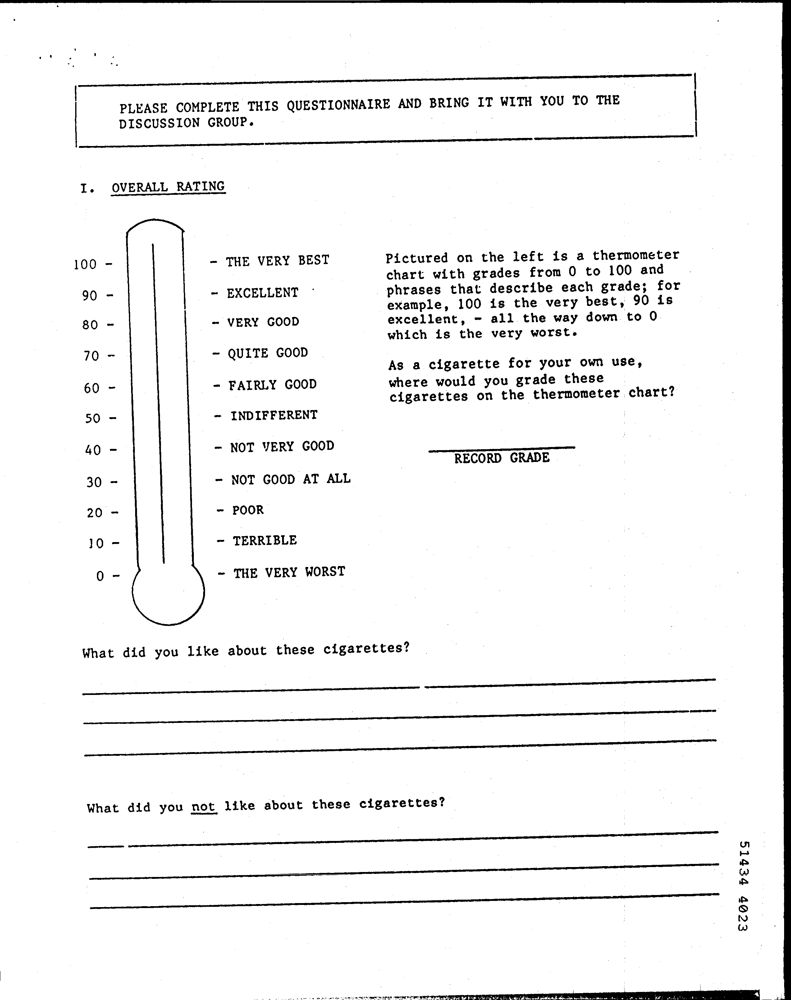 PLEASE COMPLETE THIS QUESTIONNAIRE AND BRING IT WITH YOU TO THE
DISCUSSION GROUP.
I. OVERALL RATING
100 - - THE VERY BEST
90 - - EXCELLENT
80 - - VERY GOOD
70 - - QUITE GOOD
60 - - FAIRLY GOOD
50 - - INDIFFERENT
40 - - NOT VERY GOOD
30 - - NOT GOOD AT ALL
20 - - POOR
10 - - TERRIBLE
0 - - THE VERY WORST
Pictured on the left is a thermometer
chart with grades from 0 to 100 and
phrases that describe each grade; for
example, 100 is the very best, 90 is
excellent, - all the way down to 0
which is the very worst.
As a cigarette for your own use,
where would you grade these
cigarettes on the thermometer chart?
RECORD GRADE
What did you like about these cigarettes?
What did you not like about these cigarettes?
51434 4023